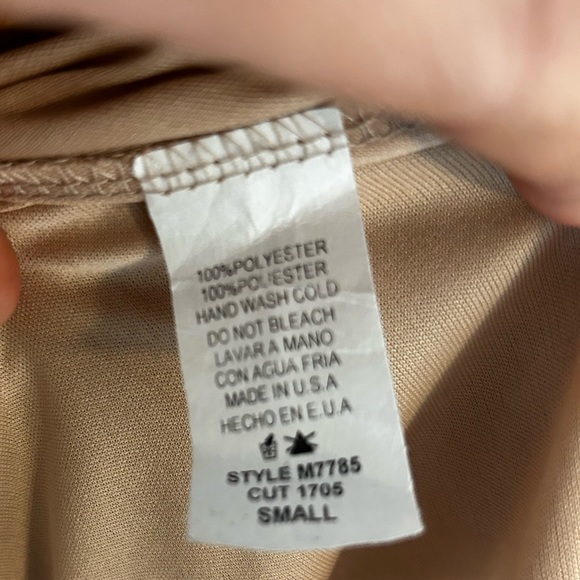 100%POLYESTER
100%POLIESTER
HAND WASH COLD
DO NOT BLEACH
LAVAR A MANO
CON AGUA FRIA
MADE IN U.S.A
HECHO EN E.U.A
STYLE M7785
CUT 1705
SMALL